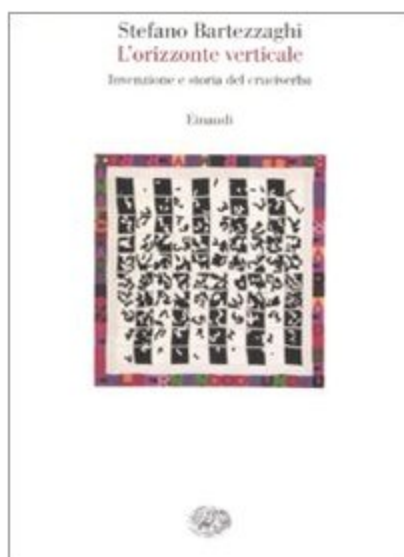 Stefano Bartezzaghi
L'orizzonte verticale
Invenzione e storia del cruciverba
Einaudi